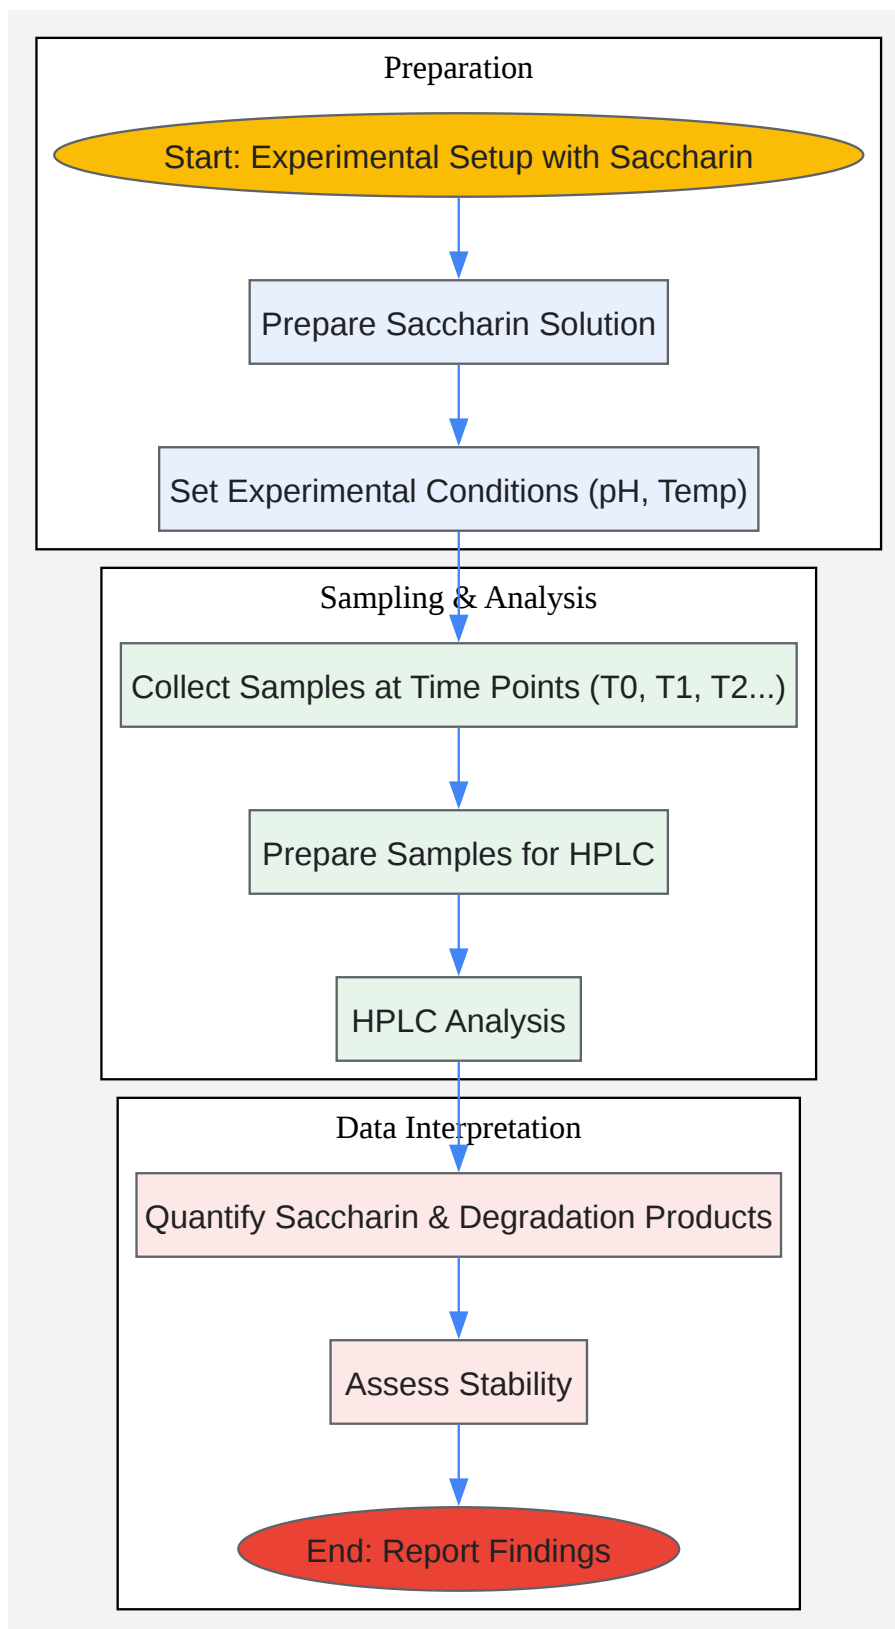 Preparation
Start: Experimental Setup with Saccharin
Prepare Saccharin Solution
Set Experimental Conditions (pH, Temp)
Sampling & Analysis
Collect Samples at Time Points (T0, T1, T2...)
Prepare Samples for HPLC
HPLC Analysis
Data Interpretation
Quantify Saccharin & Degradation Products
Assess Stability
End: Report Findings